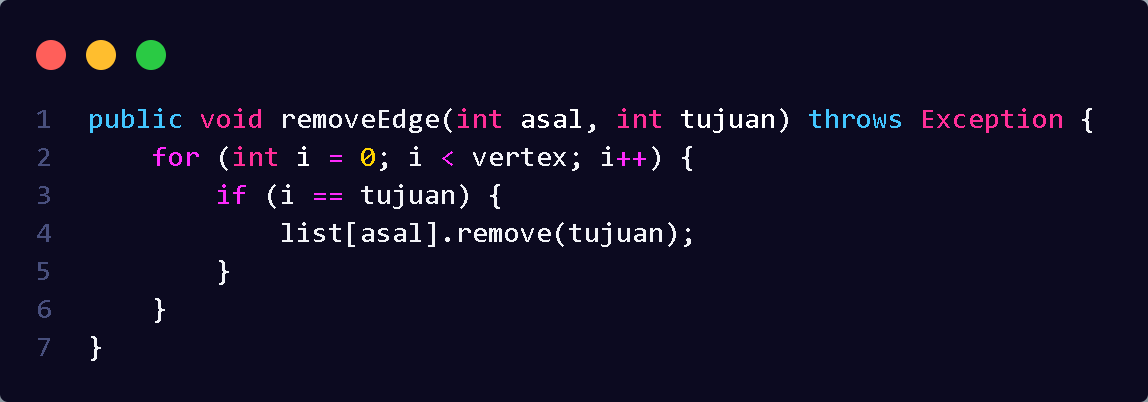 1 public void removeEdge(int asal, int tujuan) throws Exception {
2     for (int i = 0; i < vertex; i++) {
3         if (i == tujuan) {
4             list[asal].remove(tujuan);
5         }
6     }
7 }